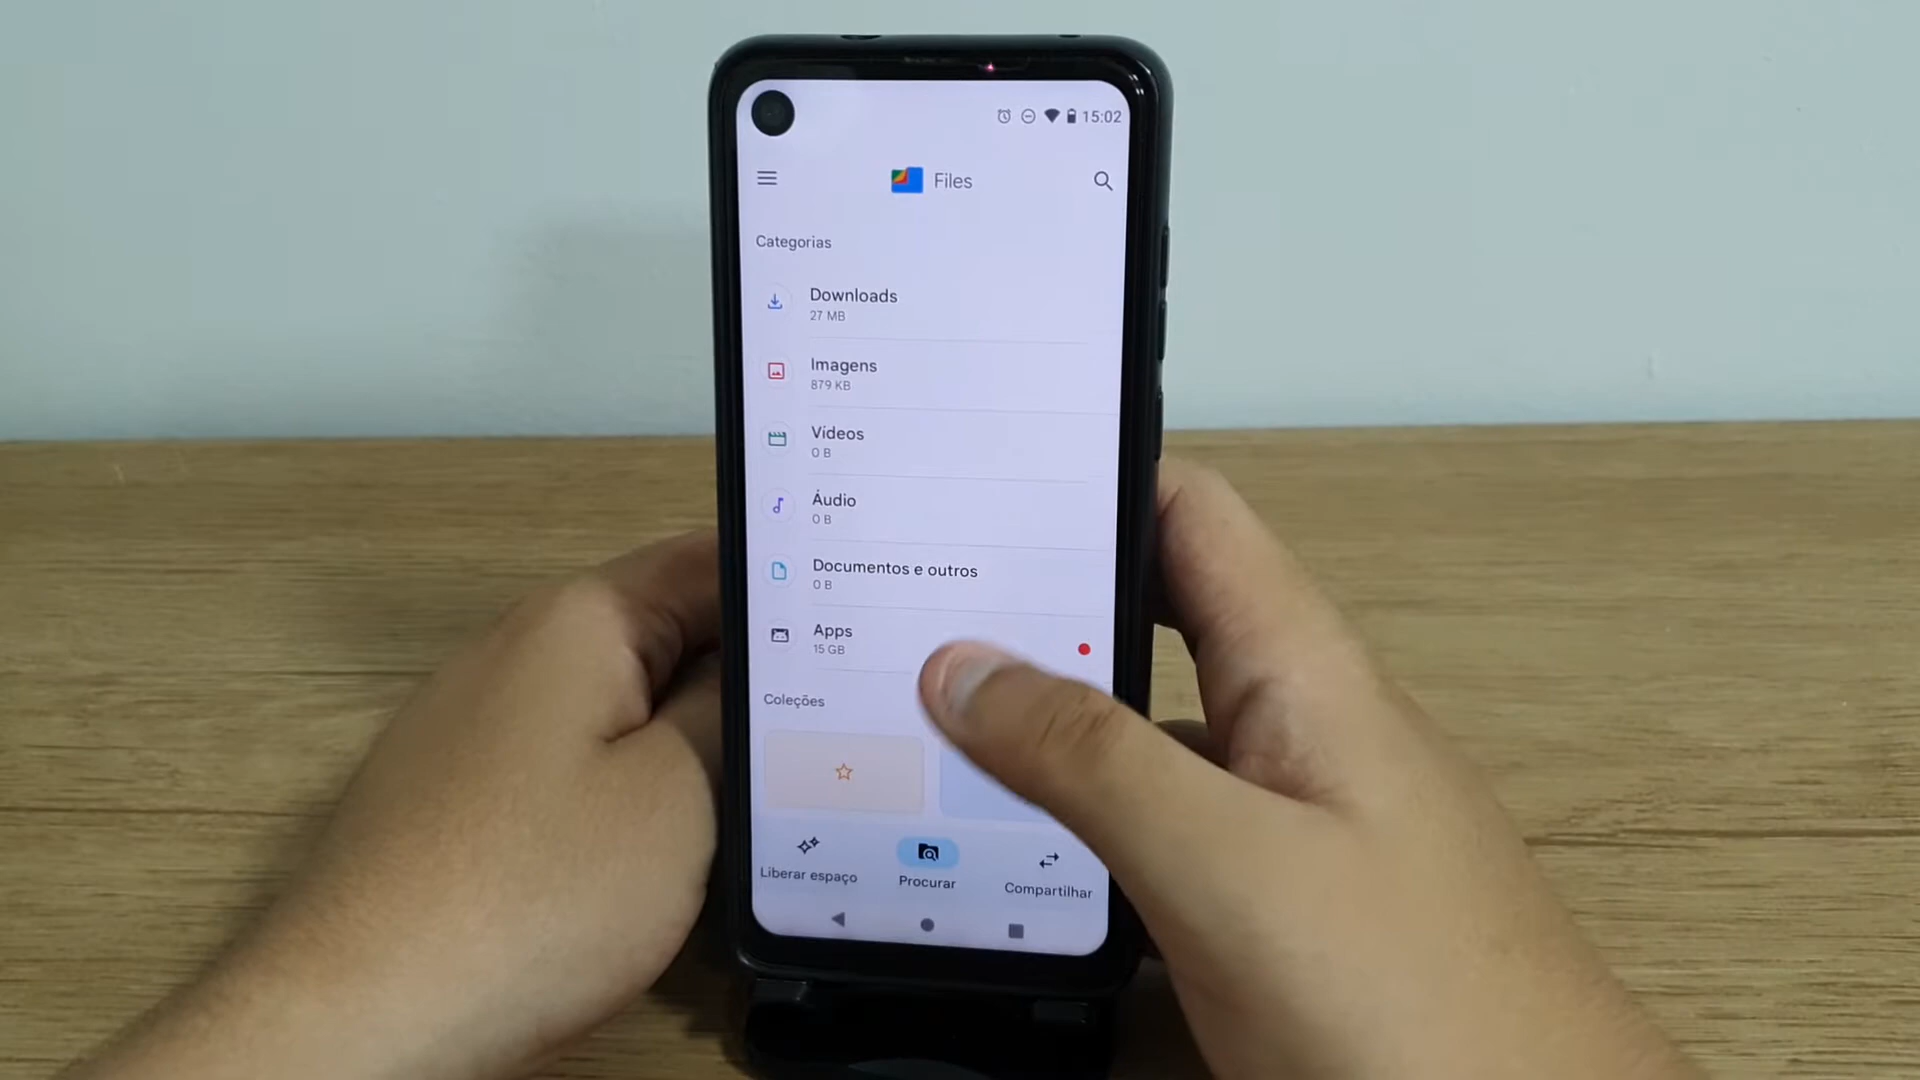 15:02
Files
Categorias
Downloads
27 MB
Imagens
879 KB
Vídeos
0 B
Áudio
0 B
Documentos e outros
0 B
Apps
15 GB
Coleções
Liberar espaço
Procurar
Compartilhar